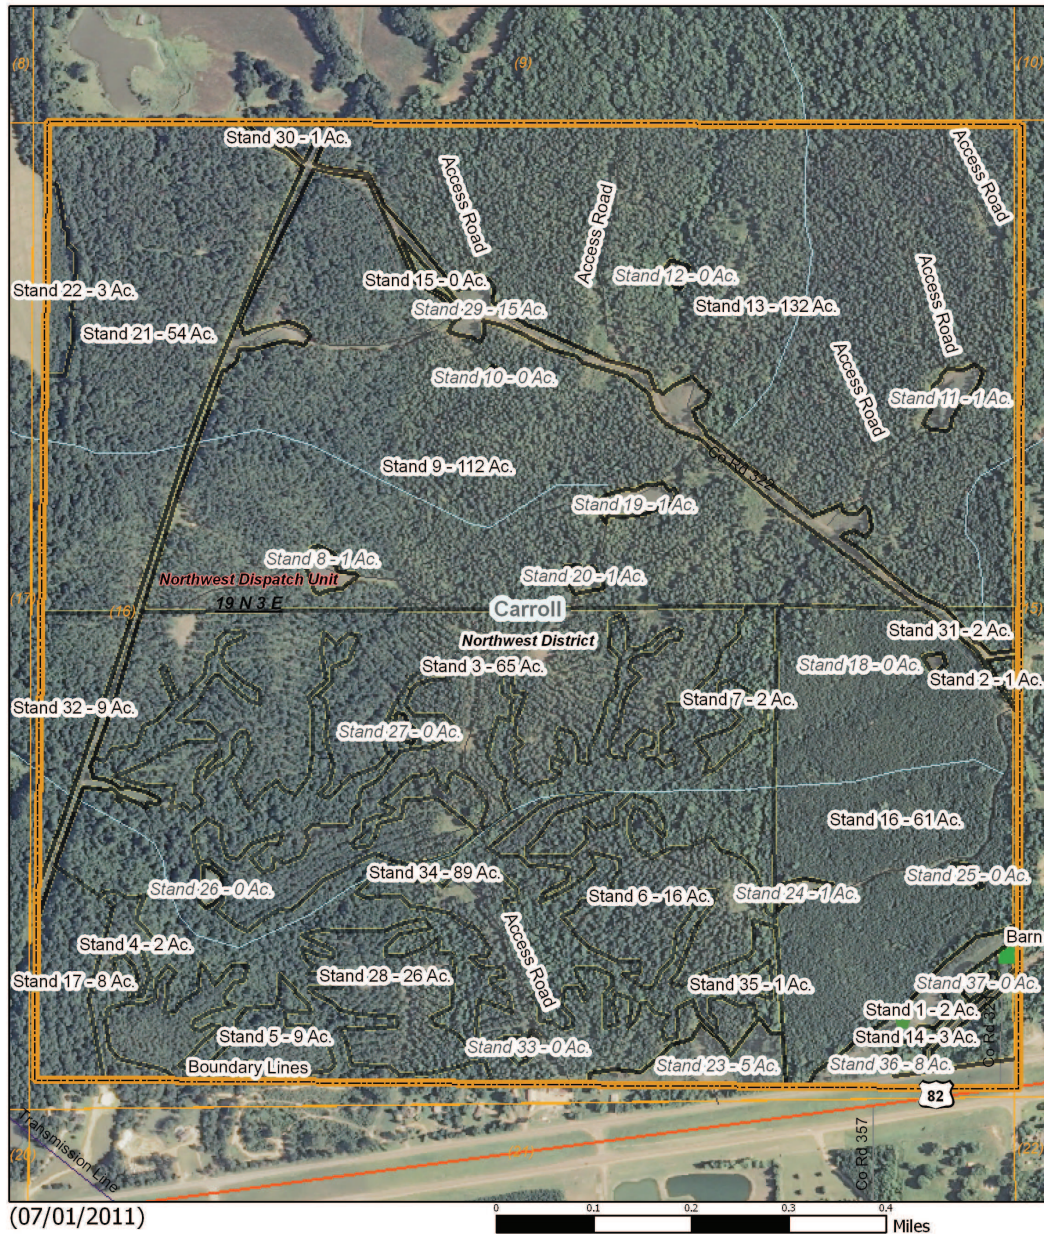 (8)
(9)
(10)
Stand 30 - 1 Ac.
Access Road
Access Road
Access Road
Stand 15 - 0 Ac.
Stand 12 - 0 Ac.
Stand 22 - 3 Ac.
Stand 29 - 15 Ac.
Stand 13 - 132 Ac.
Access Road
Stand 21 - 54 Ac.
Stand 10 - 0 Ac.
Access Road
Stand 11 - 1 Ac.
Stand 9 - 112 Ac.
Stand 19 - 1 Ac.
Stand 8 - 1 Ac.
Northwest Dispatch Unit
Stand 20 - 1 Ac.
(17)
(16)
19 N 3 E
Carroll
Northwest District
Stand 31 - 2 Ac.
Stand 3 - 65 Ac.
Stand 18 - 0 Ac.
Stand 2 - 1 Ac.
Stand 7 - 2 Ac.
Stand 32 - 9 Ac.
Stand 27 - 0 Ac.
Stand 16 - 61 Ac.
Stand 34 - 89 Ac.
Stand 25 - 0 Ac.
Stand 26 - 0 Ac.
Stand 6 - 16 Ac.
Stand 24 - 1 Ac.
Access Road
Barn
Stand 4 - 2 Ac.
Stand 17 - 8 Ac.
Stand 28 - 26 Ac.
Stand 35 - 1 Ac.
Stand 37 - 0 Ac.
Stand 1 - 2 Ac.
Stand 5 - 9 Ac.
Stand 33 - 0 Ac.
Stand 14 - 3 Ac.
Boundary Lines
Stand 23 - 5 Ac.
Stand 36 - 8 Ac.
82
Transmission Line
Co Rd 357
(20)
(22)
(07/01/2011)
0 0.1 0.2 0.3 0.4
Miles